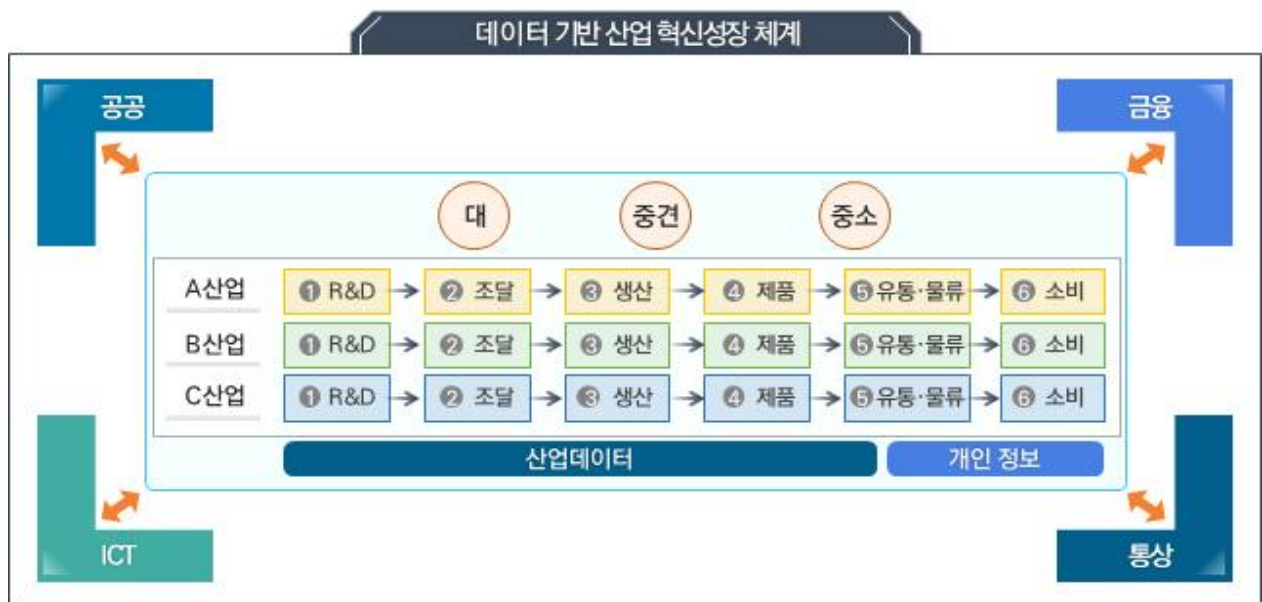 데이터 기반 산업 혁신성장 체계
공공
금융
대 중견 중소
A산업 ❶ R&D ❷ 조달 ❸ 생산 ❹ 제품 ❺유통·물류 ❻ 소비
B산업 ❶ R&D ❷ 조달 ❸ 생산 ❹ 제품 ❺유통·물류 ❻ 소비
C산업 ❶ R&D ❷ 조달 ❸ 생산 ❹ 제품 ❺유통·물류 ❻ 소비
산업데이터 개인 정보
ICT
통상